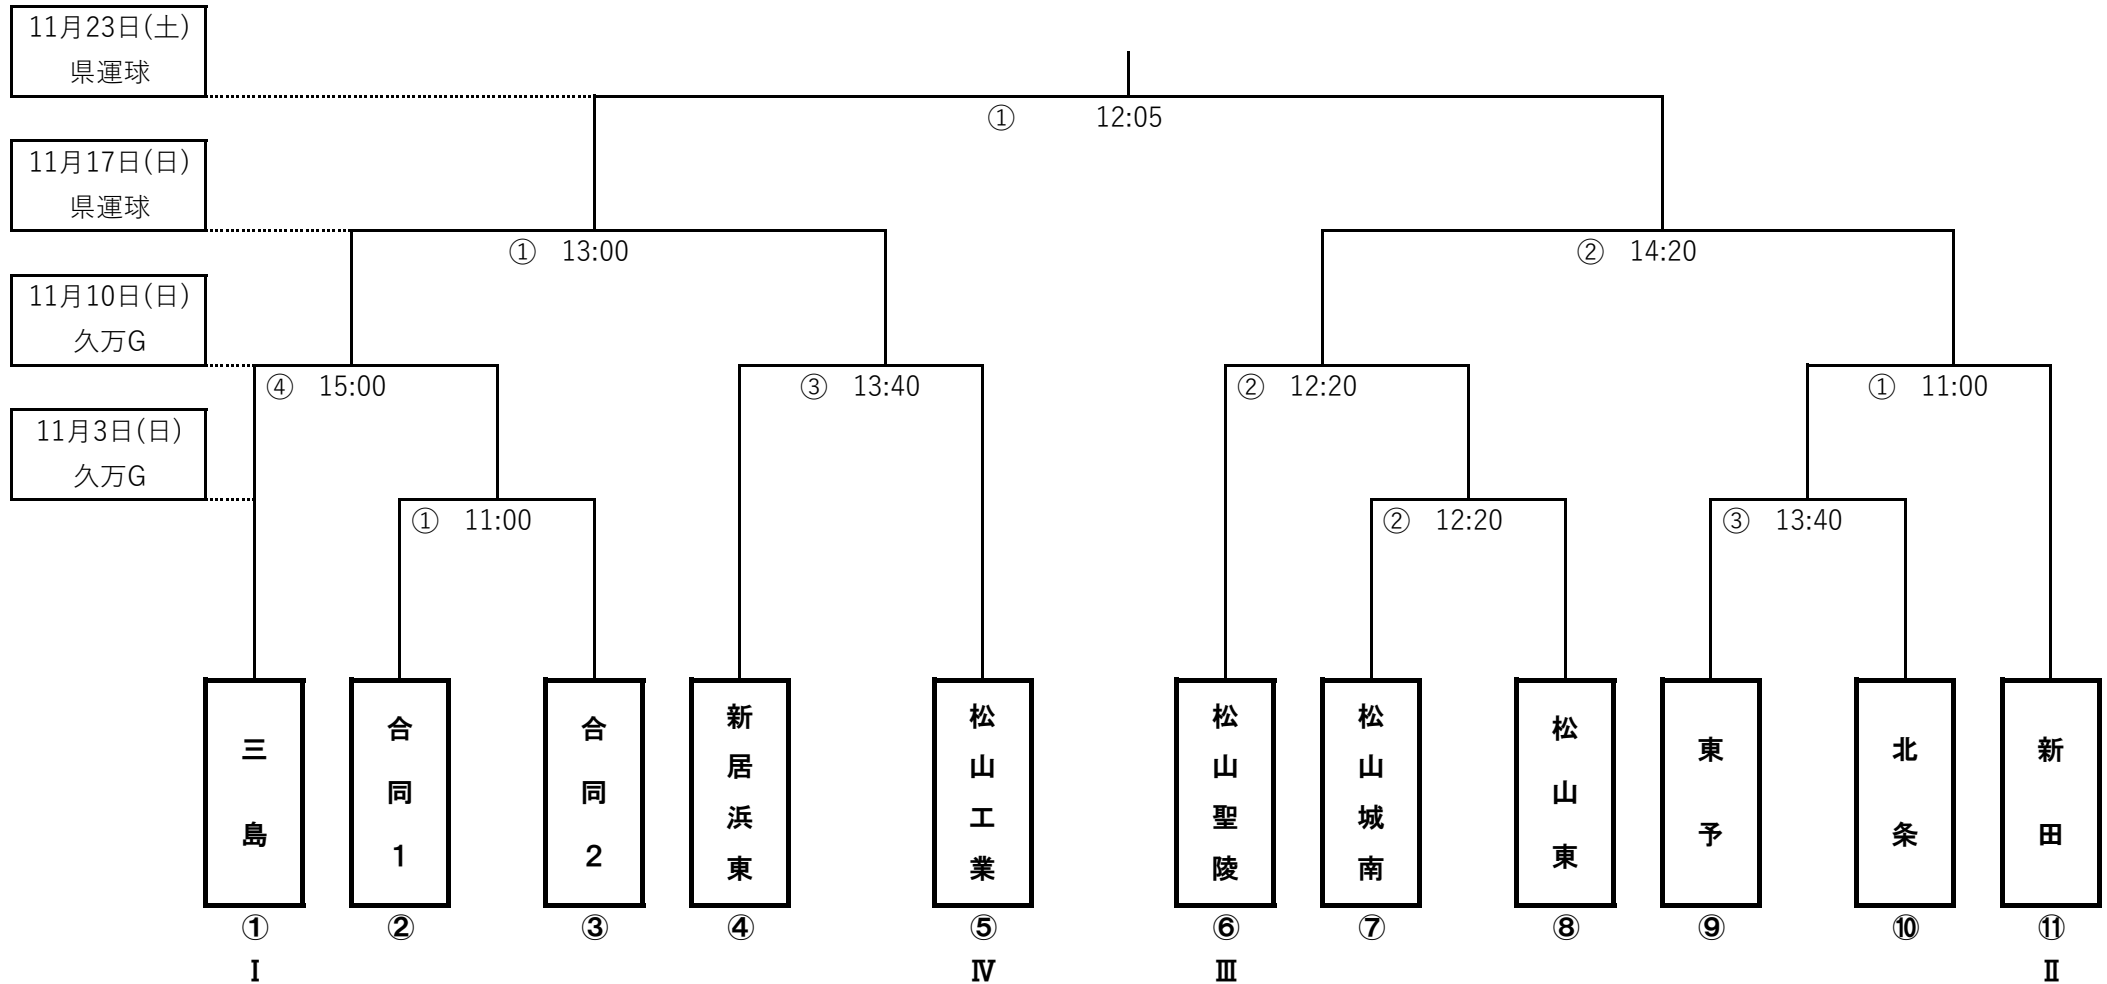 11月23日(土)
県運球
① 12:05
11月17日(日)
県運球
① 13:00
② 14:20
11月10日(日)
久万G
④ 15:00
③ 13:40
② 12:20
① 11:00
11月3日(日)
久万G
① 11:00
② 12:20
③ 13:40
三島
合同1
合同2
新居浜東
松山工業
松山聖陵
松山城南
松山東
東予
北条
新田
① ② ③ ④ ⑤ ⑥ ⑦ ⑧ ⑨ ⑩ ⑪
Ⅰ Ⅳ Ⅲ Ⅱ